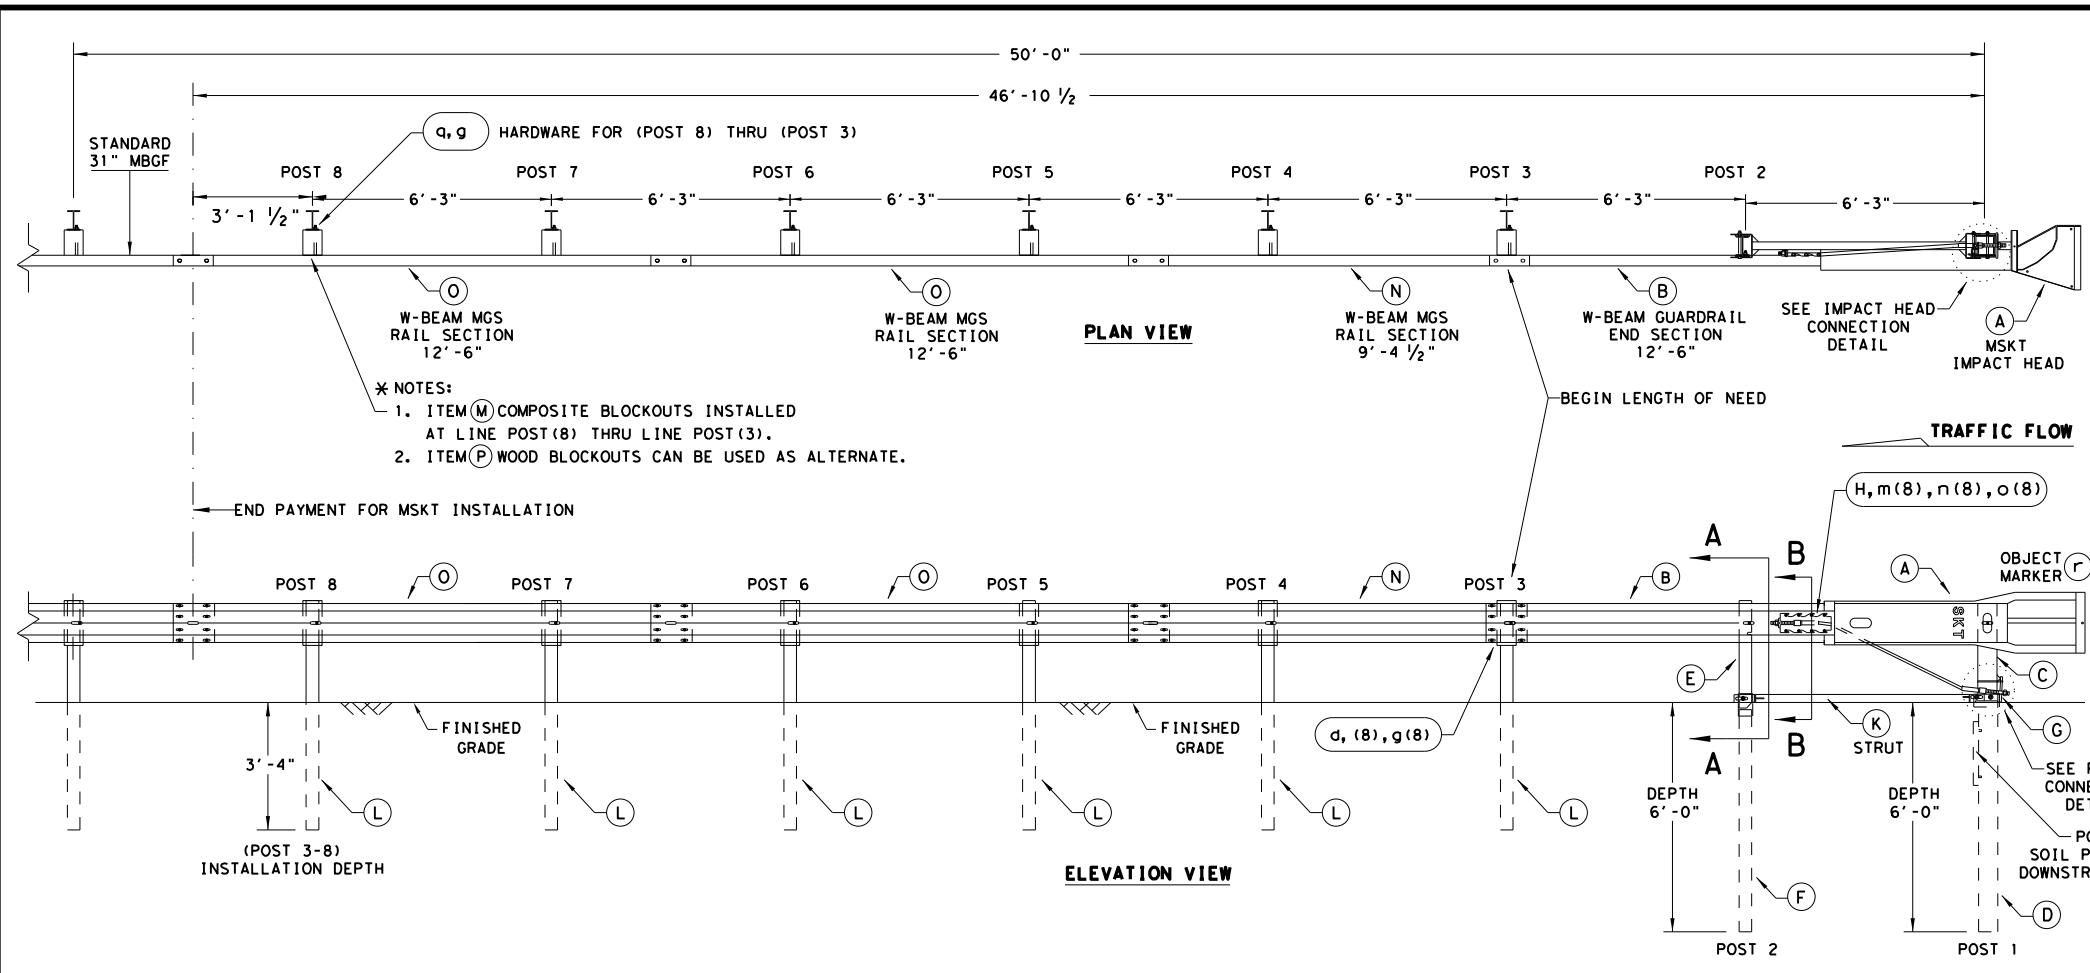 50'-0"
46'-10 ½
STANDARD
31" MBGF
q,g HARDWARE FOR (POST 8) THRU (POST 3)
POST 8 POST 7 POST 6 POST 5 POST 4 POST 3 POST 2
3'-1 ½" 6'-3" 6'-3" 6'-3" 6'-3" 6'-3" 6'-3" 6'-3"
O
W-BEAM MGS
RAIL SECTION
12'-6"
O
W-BEAM MGS
RAIL SECTION
12'-6"
PLAN VIEW
N
W-BEAM MGS
RAIL SECTION
9'-4 ½"
B
W-BEAM GUARDRAIL
END SECTION
12'-6"
SEE IMPACT HEAD
CONNECTION
DETAIL
A
MSKT
IMPACT HEAD
* NOTES:
1. ITEM M COMPOSITE BLOCKOUTS INSTALLED
AT LINE POST(8) THRU LINE POST(3).
2. ITEM P WOOD BLOCKOUTS CAN BE USED AS ALTERNATE.
BEGIN LENGTH OF NEED
TRAFFIC FLOW
END PAYMENT FOR MSKT INSTALLATION
H,m(8),n(8),o(8)
A B
OBJECT
MARKER r
POST 8 O POST 7 POST 6 O POST 5 POST 4 N POST 3 B A
SKT
E C
FINISHED
GRADE
FINISHED
GRADE
d,(8),g(8)
K
STRUT
G
A B
3'-4"
L L L L L
DEPTH
6'-0"
DEPTH
6'-0"
SEE
CONNE
DET
PO
SOIL P
DOWNSTR
(POST 3-8)
INSTALLATION DEPTH
ELEVATION VIEW
F D
POST 2 POST 1